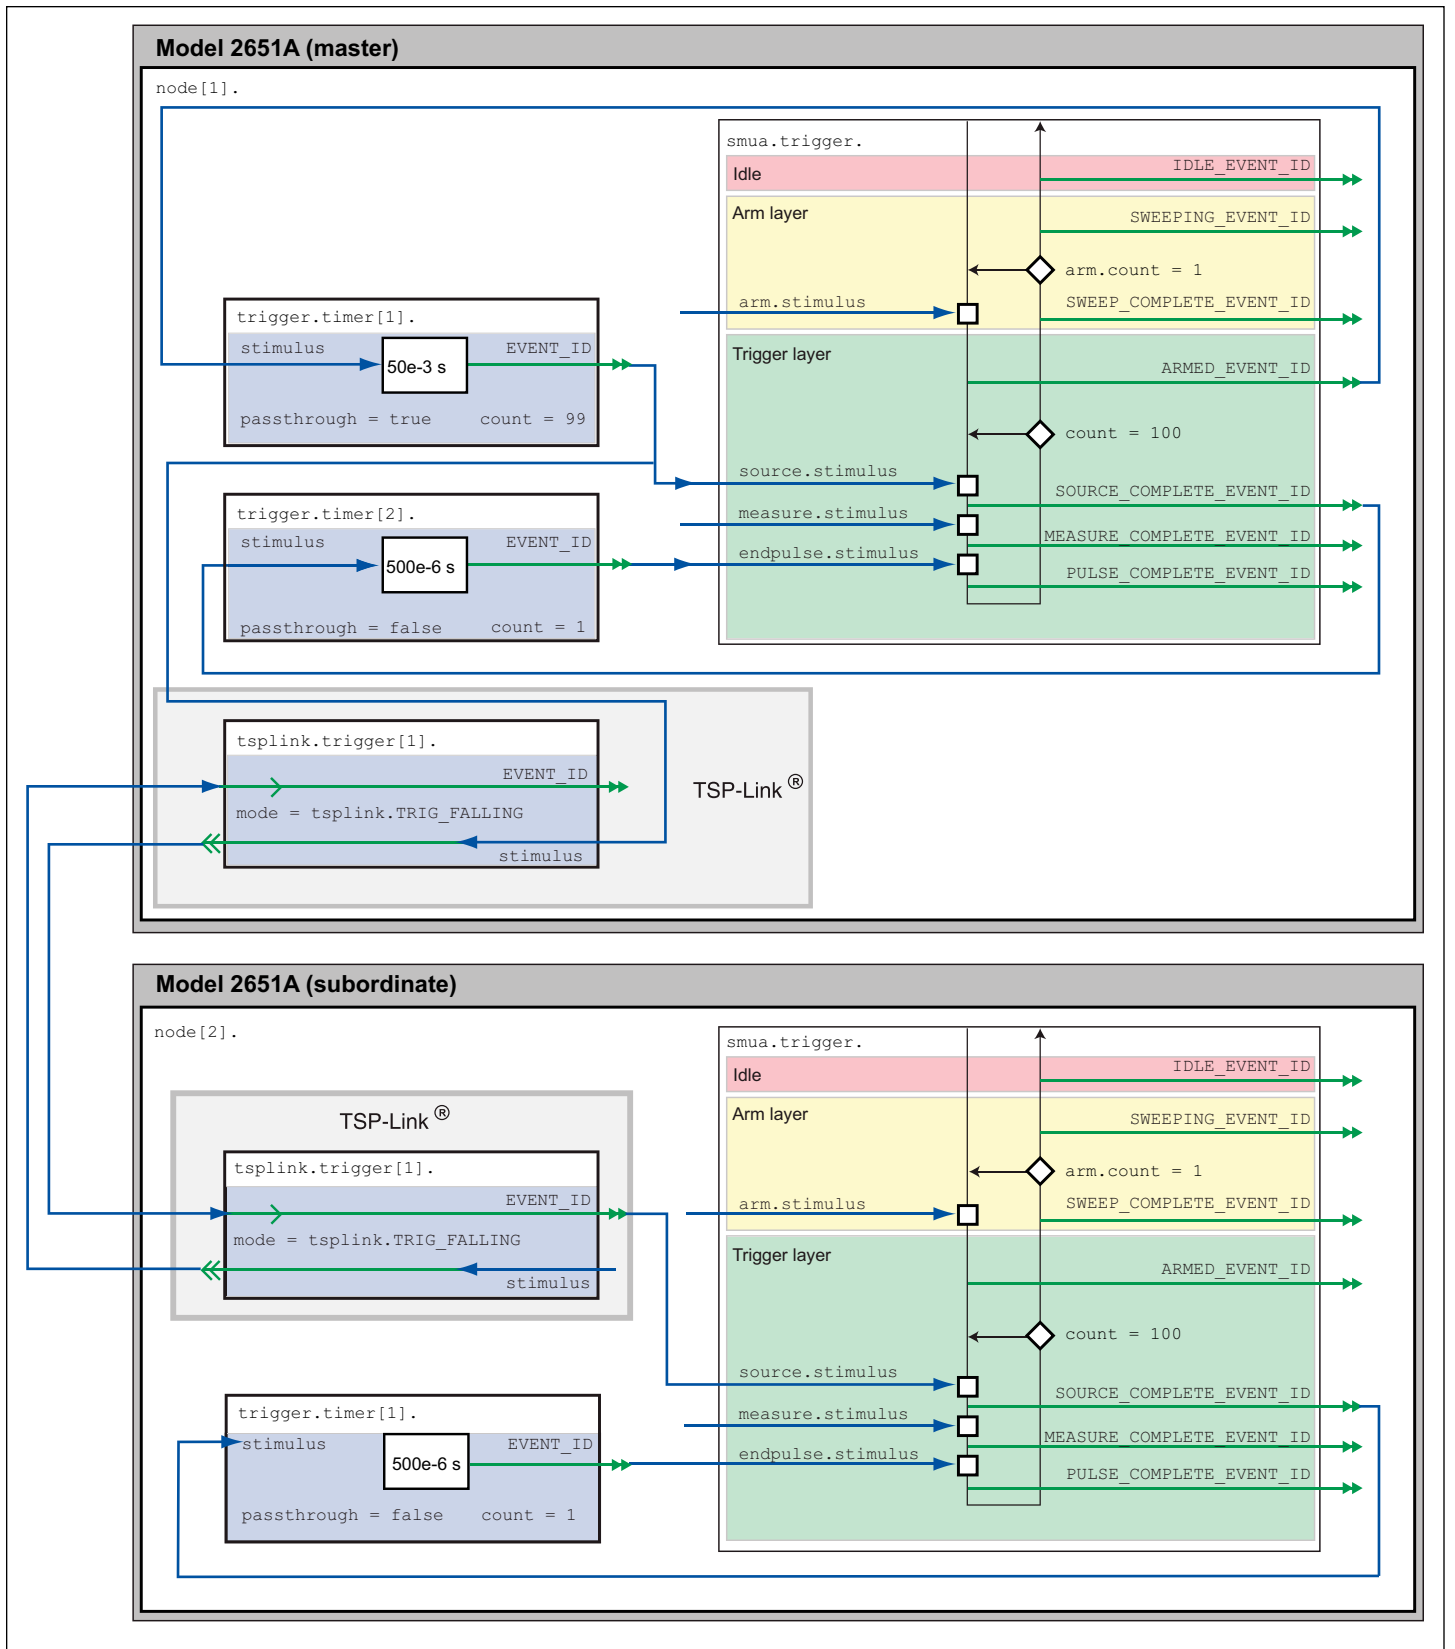 Model 2651A (master)
node[1].
smua.trigger.
Idle
IDLE_EVENT_ID
Arm layer
SWEEPING_EVENT_ID
arm.count = 1
arm.stimulus
SWEEP_COMPLETE_EVENT_ID
trigger.timer[1].
stimulus
EVENT_ID
50e-3 s
passthrough = true
count = 99
Trigger layer
ARMED_EVENT_ID
count = 100
source.stimulus
SOURCE_COMPLETE_EVENT_ID
measure.stimulus
MEASURE_COMPLETE_EVENT_ID
endpulse.stimulus
PULSE_COMPLETE_EVENT_ID
trigger.timer[2].
stimulus
EVENT_ID
500e-6 s
passthrough = false
count = 1
tsplink.trigger[1].
EVENT_ID
mode = tsplink.TRIG_FALLING
stimulus
TSP-Link ®
Model 2651A (subordinate)
node[2].
smua.trigger.
Idle
IDLE_EVENT_ID
Arm layer
SWEEPING_EVENT_ID
arm.count = 1
arm.stimulus
SWEEP_COMPLETE_EVENT_ID
TSP-Link ®
tsplink.trigger[1].
EVENT_ID
mode = tsplink.TRIG_FALLING
stimulus
Trigger layer
ARMED_EVENT_ID
count = 100
source.stimulus
SOURCE_COMPLETE_EVENT_ID
measure.stimulus
MEASURE_COMPLETE_EVENT_ID
endpulse.stimulus
PULSE_COMPLETE_EVENT_ID
trigger.timer[1].
stimulus
EVENT_ID
500e-6 s
passthrough = false
count = 1